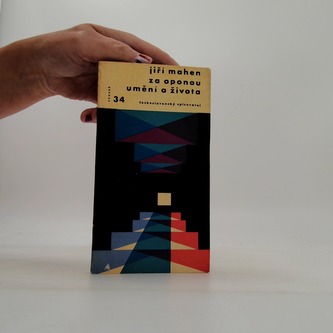 jiří mahen
za oponou
umění a života
34
československý spisovatel